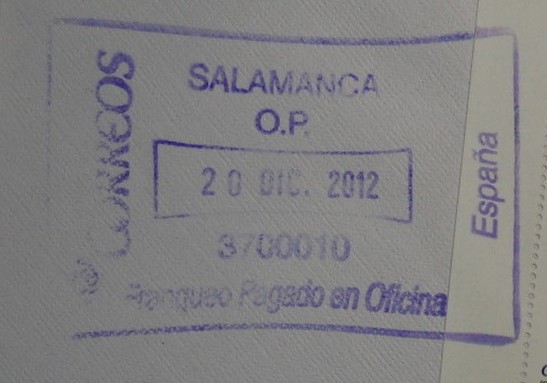 CORREOS
SALAMANCA
O.P.
20 DIC. 2012
3700010
Franqueo Pagado en Oficina
España